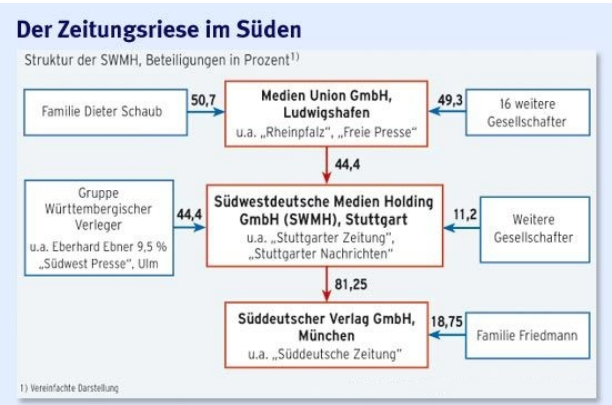 Der Zeitungsriese im Süden
Struktur der SWMH, Beteiligungen in Prozent1)
Familie Dieter Schaub
50,7
Medien Union GmbH,
Ludwigshafen
u.a. „Rheinpfalz“, „Freie Presse“
49,3
16 weitere
Gesellschafter
44,4
Gruppe
Württembergischer
Verleger
u.a. Eberhard Ebner 9,5 %
„Südwest Presse“, Ulm
44,4
Südwestdeutsche Medien Holding
GmbH (SWMH), Stuttgart
u.a. „Stuttgarter Zeitung“,
„Stuttgarter Nachrichten“
11,2
Weitere
Gesellschafter
81,25
Süddeutscher Verlag GmbH,
München
u.a. „Süddeutsche Zeitung“
18,75
Familie Friedmann
1) Vereinfachte Darstellung